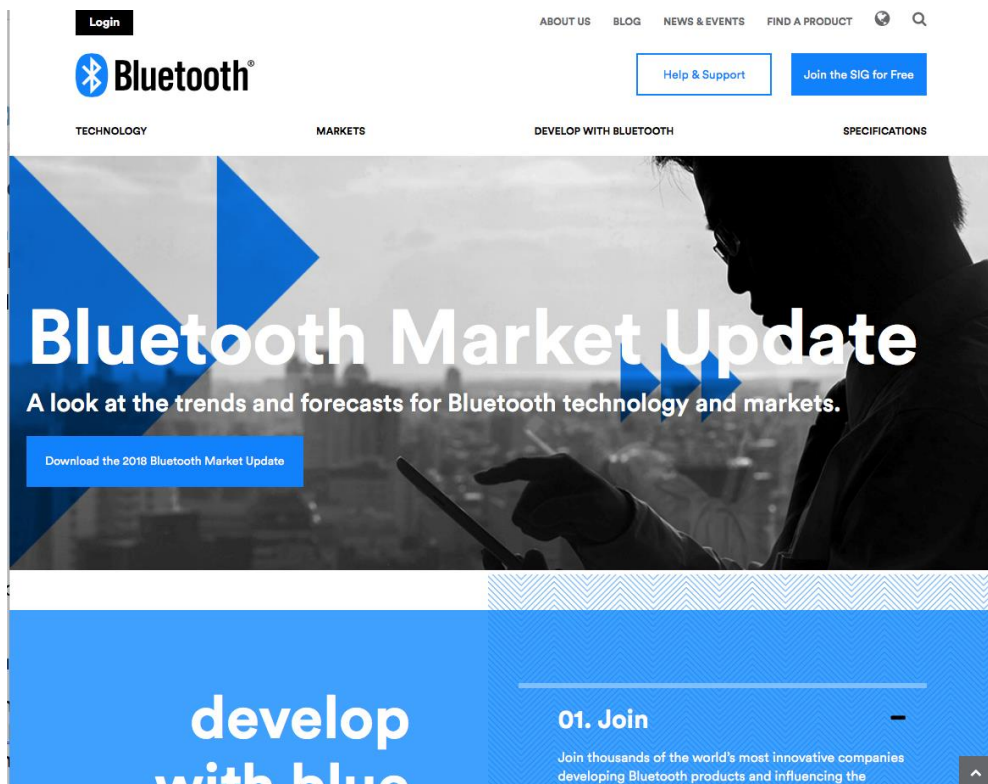 Login
ABOUT US BLOG NEWS & EVENTS FIND A PRODUCT
Bluetooth®
Help & Support
Join the SIG for Free
TECHNOLOGY MARKETS DEVELOP WITH BLUETOOTH SPECIFICATIONS
Bluetooth Market Update
A look at the trends and forecasts for Bluetooth technology and markets.
Download the 2018 Bluetooth Market Update
develop
with blue
01. Join
Join thousands of the world's most innovative companies
developing Bluetooth products and influencing the